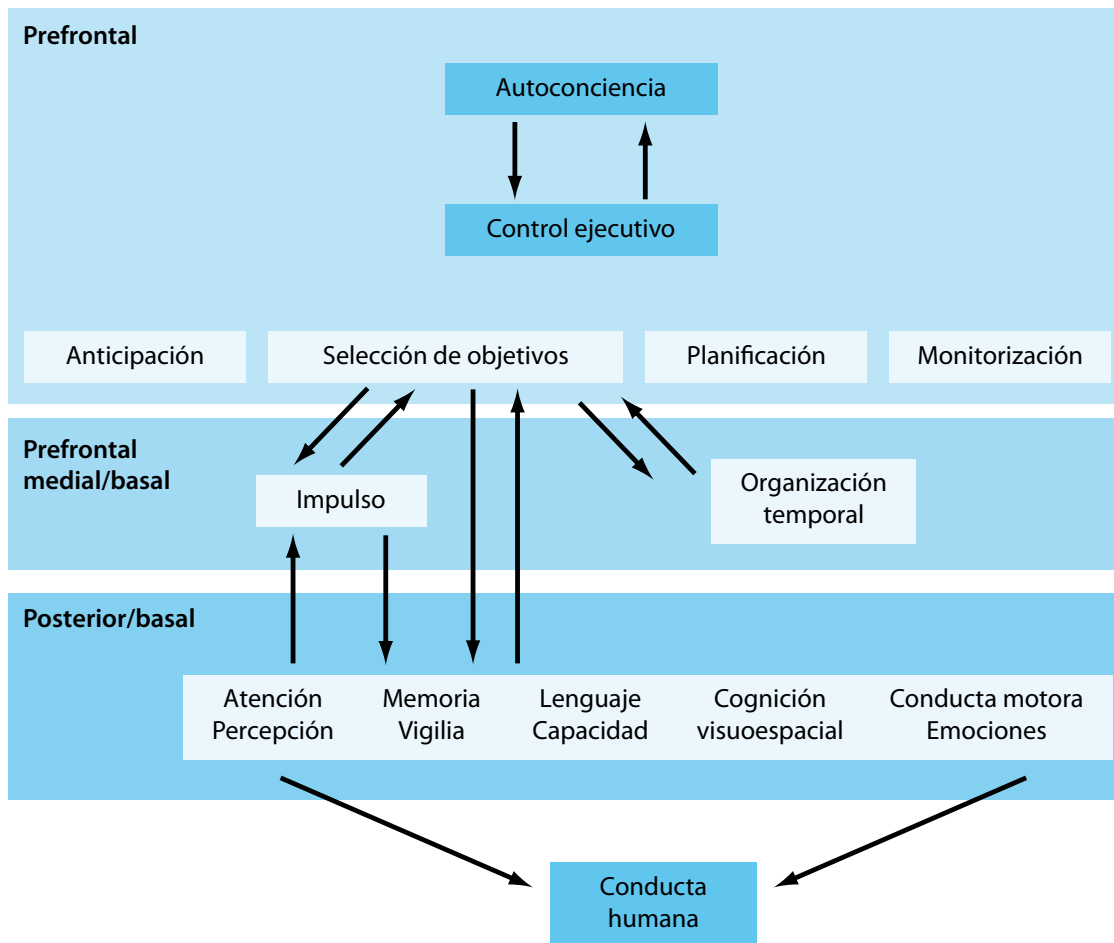 Prefrontal
Autoconciencia
Control ejecutivo
Anticipación
Selección de objetivos
Planificación
Monitorización
Prefrontal
medial/basal
Impulso
Organización
temporal
Posterior/basal
Atención
Percepción
Memoria
Vigilia
Lenguaje
Capacidad
Cognición
visuoespacial
Conducta motora
Emociones
Conducta
humana